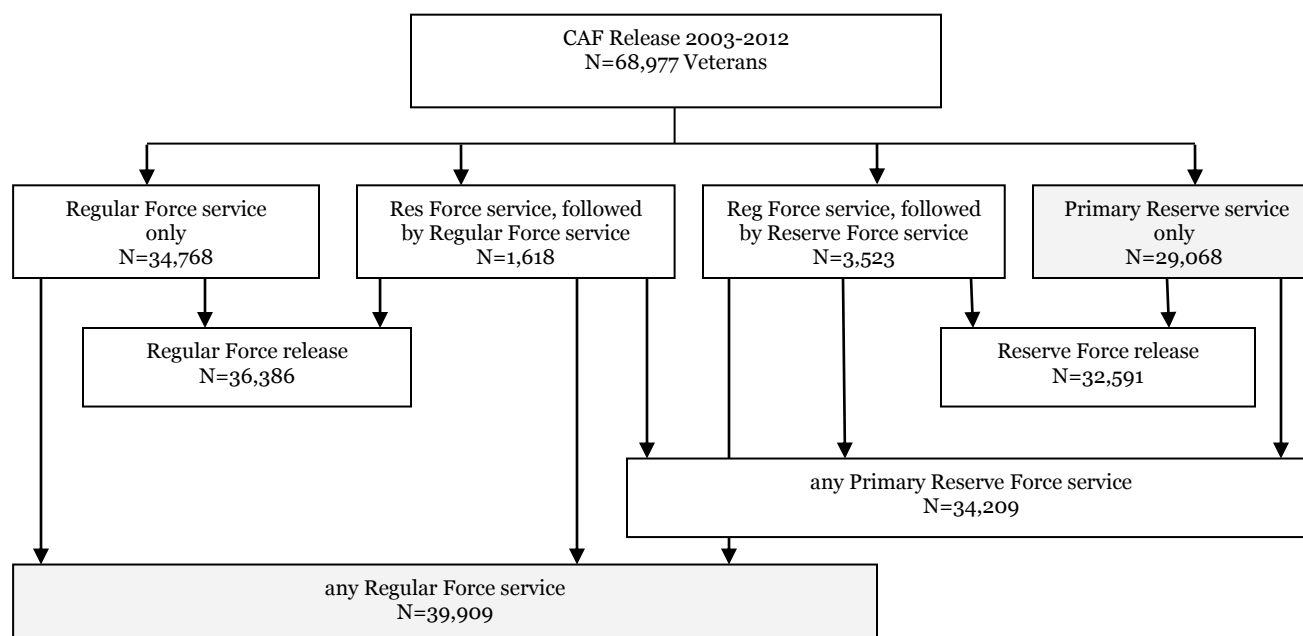 CAF Release 2003-2012
N=68,977 Veterans
Regular Force service
only
N=34,768
Res Force service, followed
by Regular Force service
N=1,618
Reg Force service, followed
by Reserve Force service
N=3,523
Primary Reserve service
only
N=29,068
Regular Force release
N=36,386
Reserve Force release
N=32,591
any Primary Reserve Force service
N=34,209
any Regular Force service
N=39,909